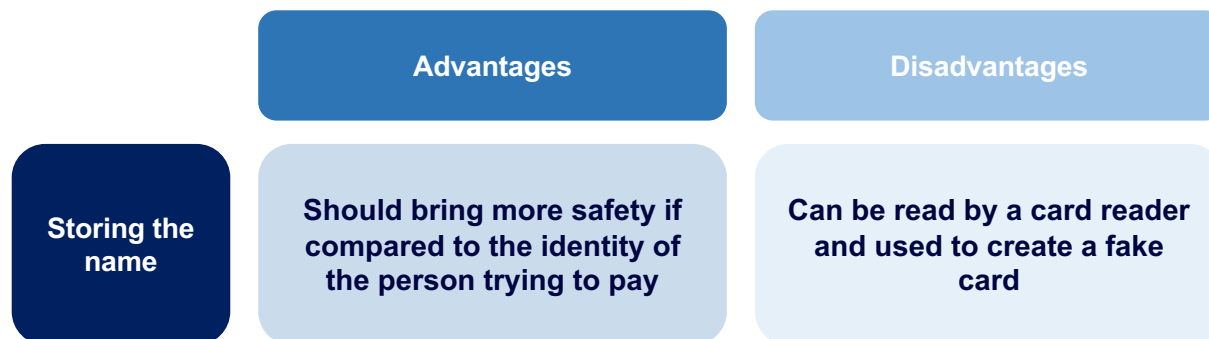 Advantages
Disadvantages
Storing the
name
Should bring more safety if
compared to the identity of
the person trying to pay
Can be read by a card reader
and used to create a fake
card